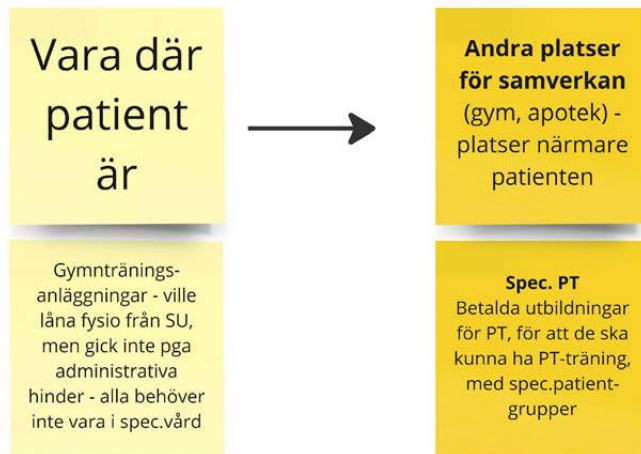 Vara där
patient
är
Andra platser
för samverkan
(gym, apotek) -
platser närmare
patienten
Gymntränings-
anläggningar - ville
låna fysio från SU,
men gick inte pga
administrativa
hinder - alla behöver
inte vara i spec.vård
Spec. PT
Betalda utbildningar
för PT, för att de ska
kunna ha PT-träning,
med spec.patient-
grupper